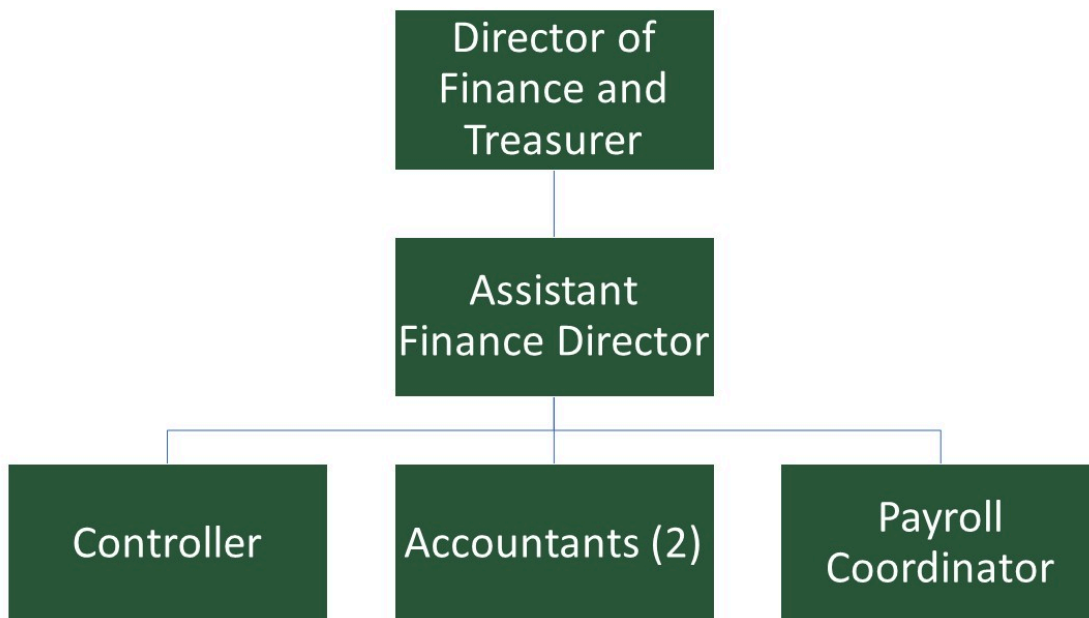 Director of
Finance and
Treasurer
Assistant
Finance Director
Controller
Accountants (2)
Payroll
Coordinator